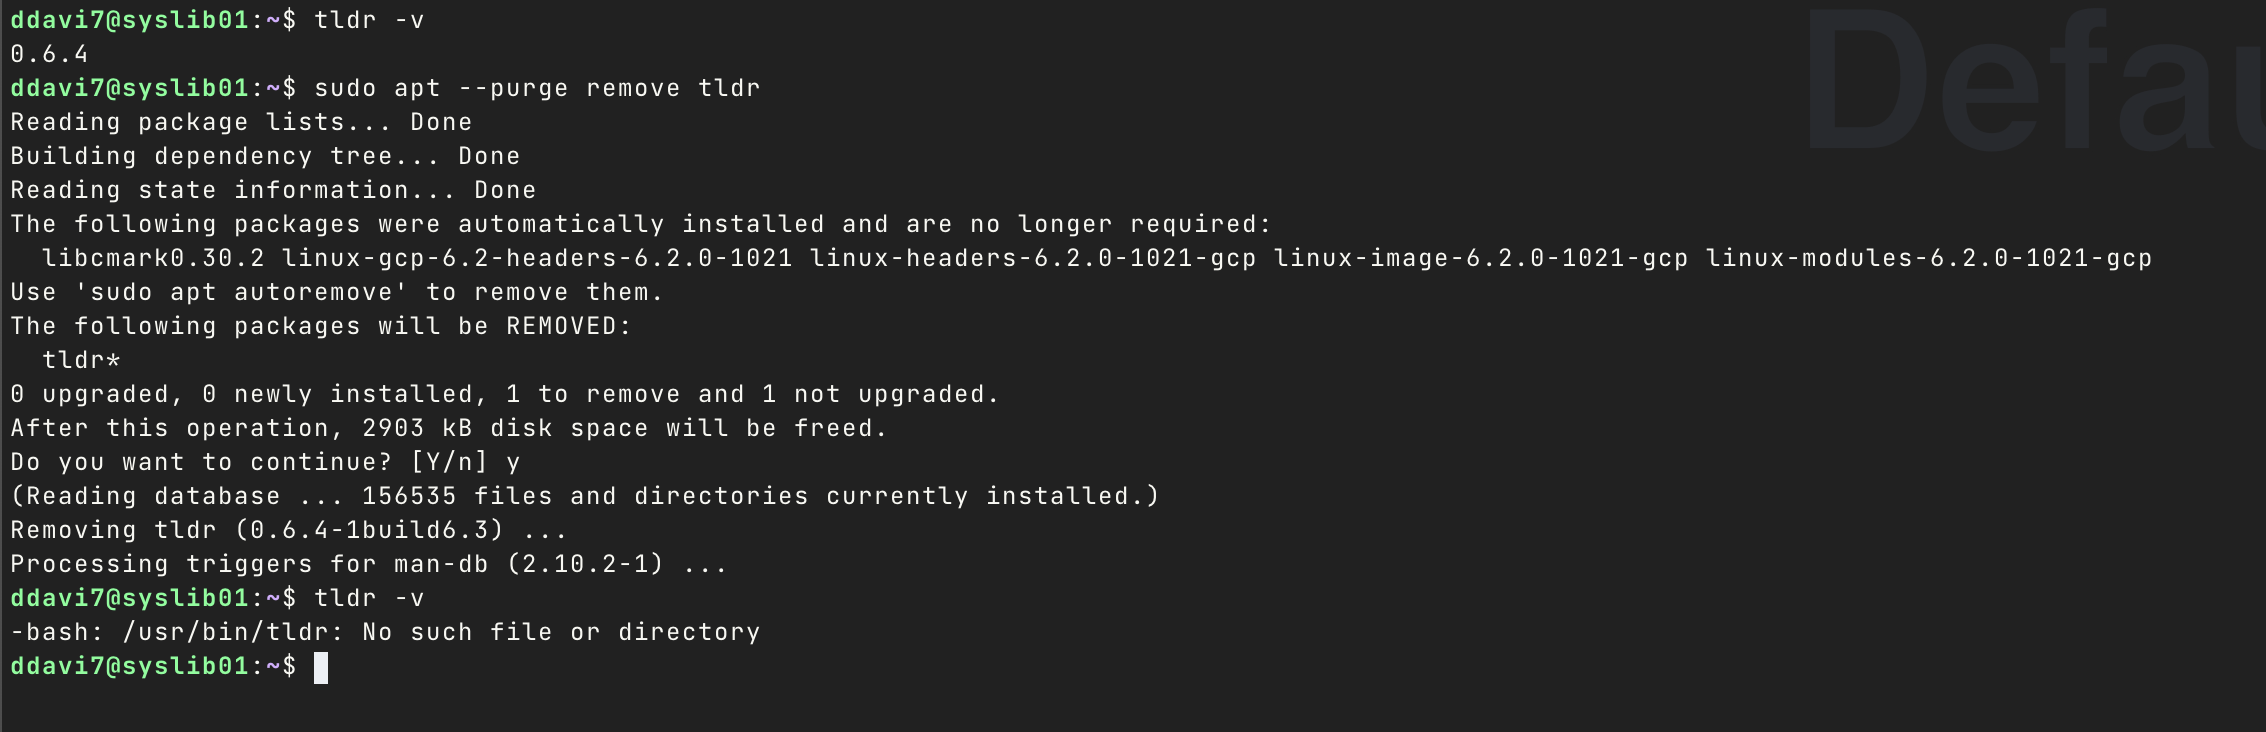 ddavi7@syslib01:~$ tldr -v
0.6.4
ddavi7@syslib01:~$ sudo apt --purge remove tldr
Reading package lists... Done
Building dependency tree... Done
Reading state information... Done
The following packages were automatically installed and are no longer required:
  libcmark0.30.2 linux-gcp-6.2-headers-6.2.0-1021 linux-headers-6.2.0-1021-gcp linux-image-6.2.0-1021-gcp linux-modules-6.2.0-1021-gcp
Use 'sudo apt autoremove' to remove them.
The following packages will be REMOVED:
  tldr*
0 upgraded, 0 newly installed, 1 to remove and 1 not upgraded.
After this operation, 2903 kB disk space will be freed.
Do you want to continue? [Y/n] y
(Reading database ... 156535 files and directories currently installed.)
Removing tldr (0.6.4-1build6.3) ...
Processing triggers for man-db (2.10.2-1) ...
ddavi7@syslib01:~$ tldr -v
-bash: /usr/bin/tldr: No such file or directory
ddavi7@syslib01:~$